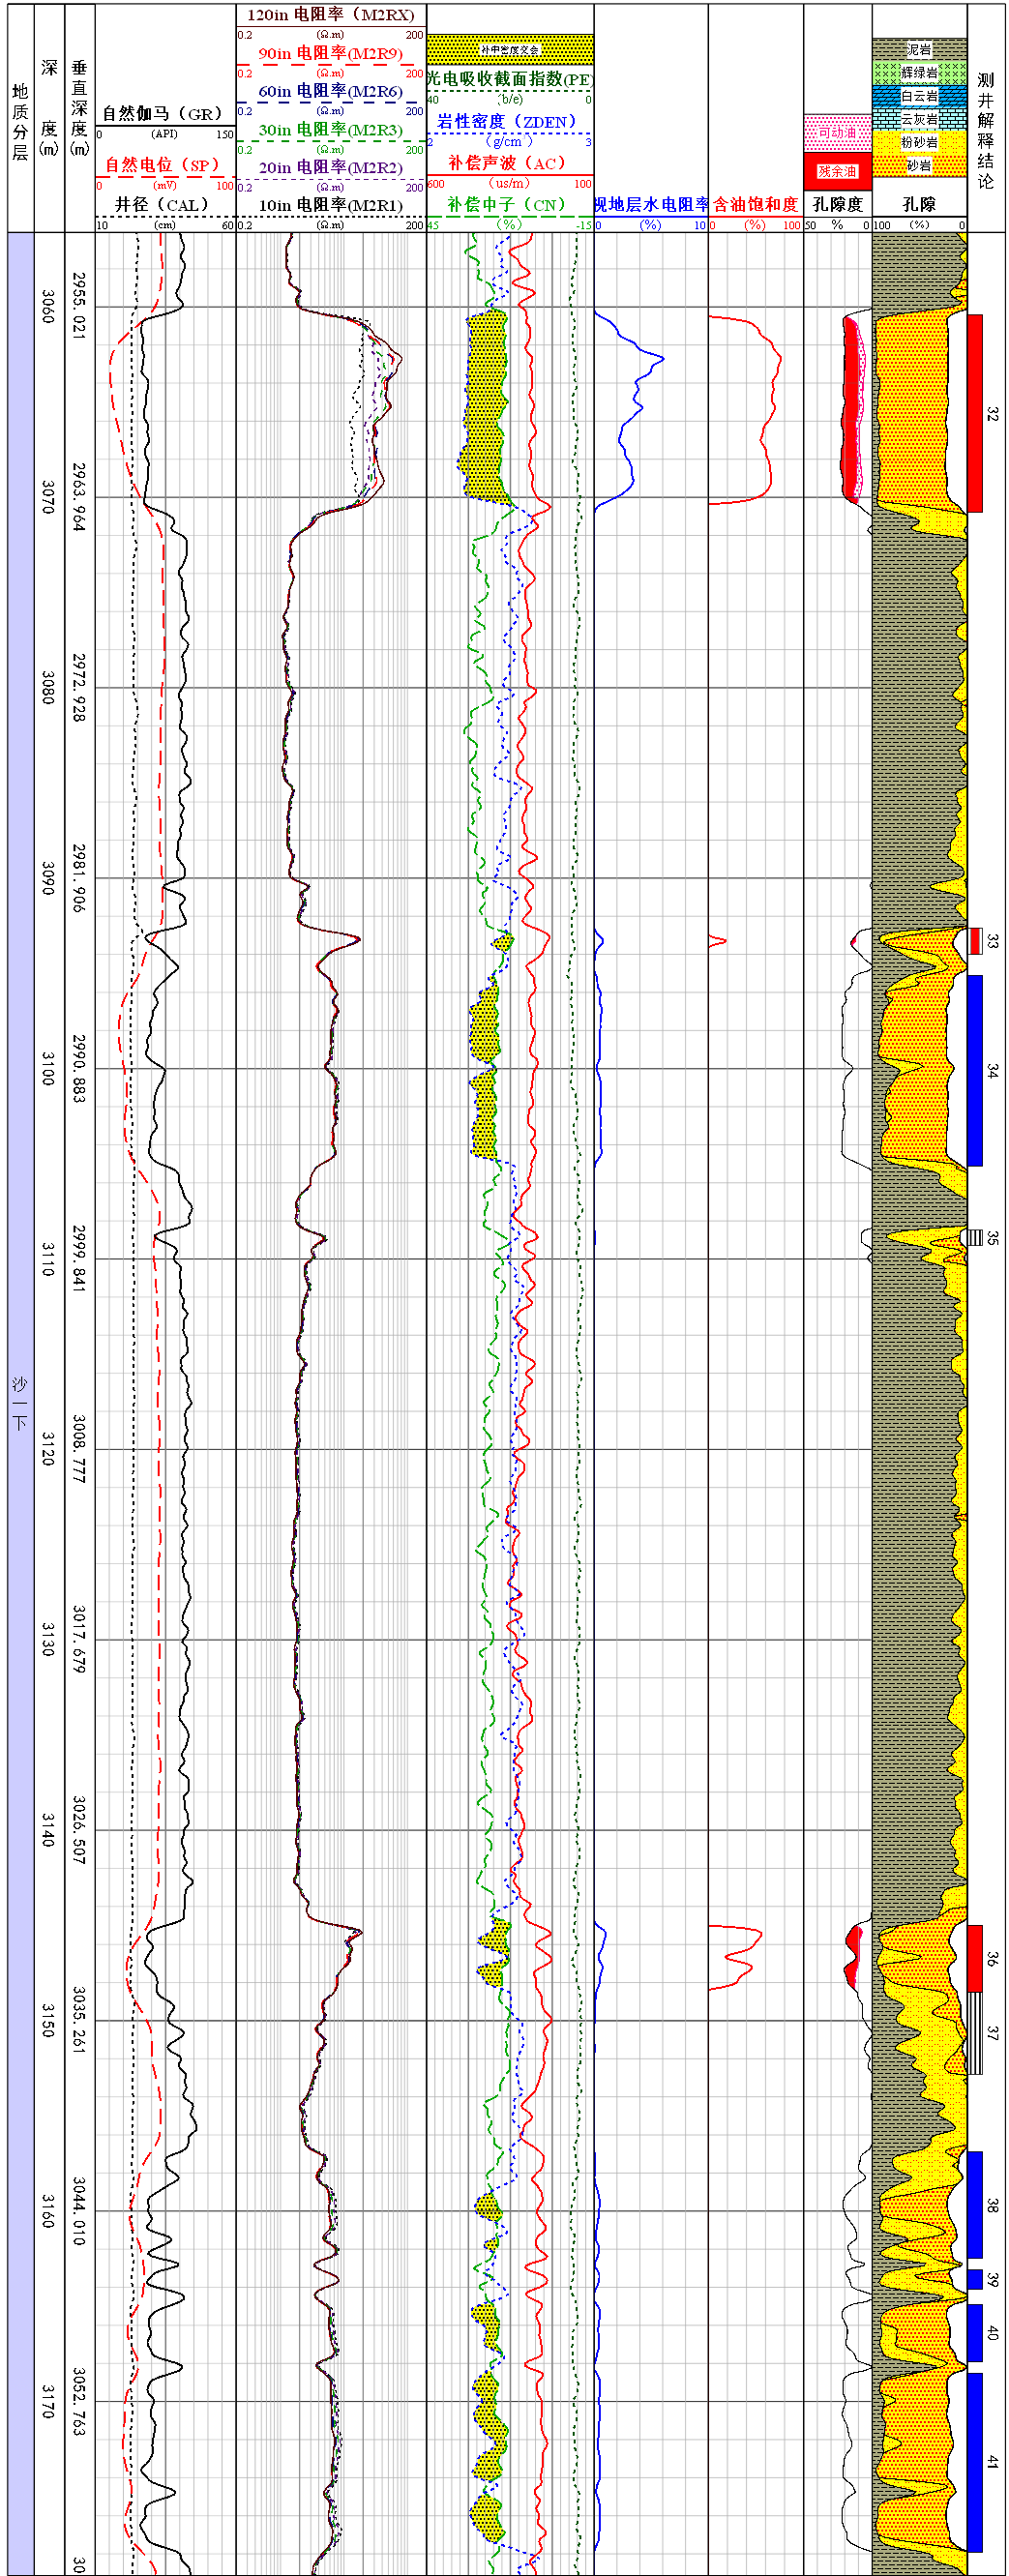 地质分层
深度(m)
垂直深度(m)
自然伽马（GR）
0 (API) 150
自然电位（SP）
0 (mV) 100
井径（CAL）
10 (cm) 60
120in 电阻率（M2RX）
0.2 (Ω.m) 200
90in 电阻率(M2R9)
0.2 (Ω.m) 200
60in 电阻率(M2R6)
0.2 (Ω.m) 200
30in 电阻率(M2R3)
0.2 (Ω.m) 200
20in 电阻率(M2R2)
0.2 (Ω.m) 200
10in 电阻率(M2R1)
0.2 (Ω.m) 200
补中密度交会
光电吸收截面指数(PE)
40 (b/e) 0
岩性密度（ZDEN）
2 (g/cm ) 3
补偿声波（AC）
600 (us/m) 100
补偿中子（CN）
45 (%) -15
视地层水电阻率
0 (%) 10
含油饱和度
0 (%) 100
可动油
残余油
孔隙度
50 % 0
泥岩
辉绿岩
白云岩
云灰岩
粉砂岩
砂岩
孔隙
100 (%) 0
测井解释结论
沙一下
3060
3070
3080
3090
3100
3110
3120
3130
3140
3150
3160
3170
2955.021
2963.964
2972.928
2981.906
2990.883
2999.841
3008.777
3017.679
3026.507
3035.261
3044.010
3052.763
30
32
33
34
35
36
37
38
39
40
41